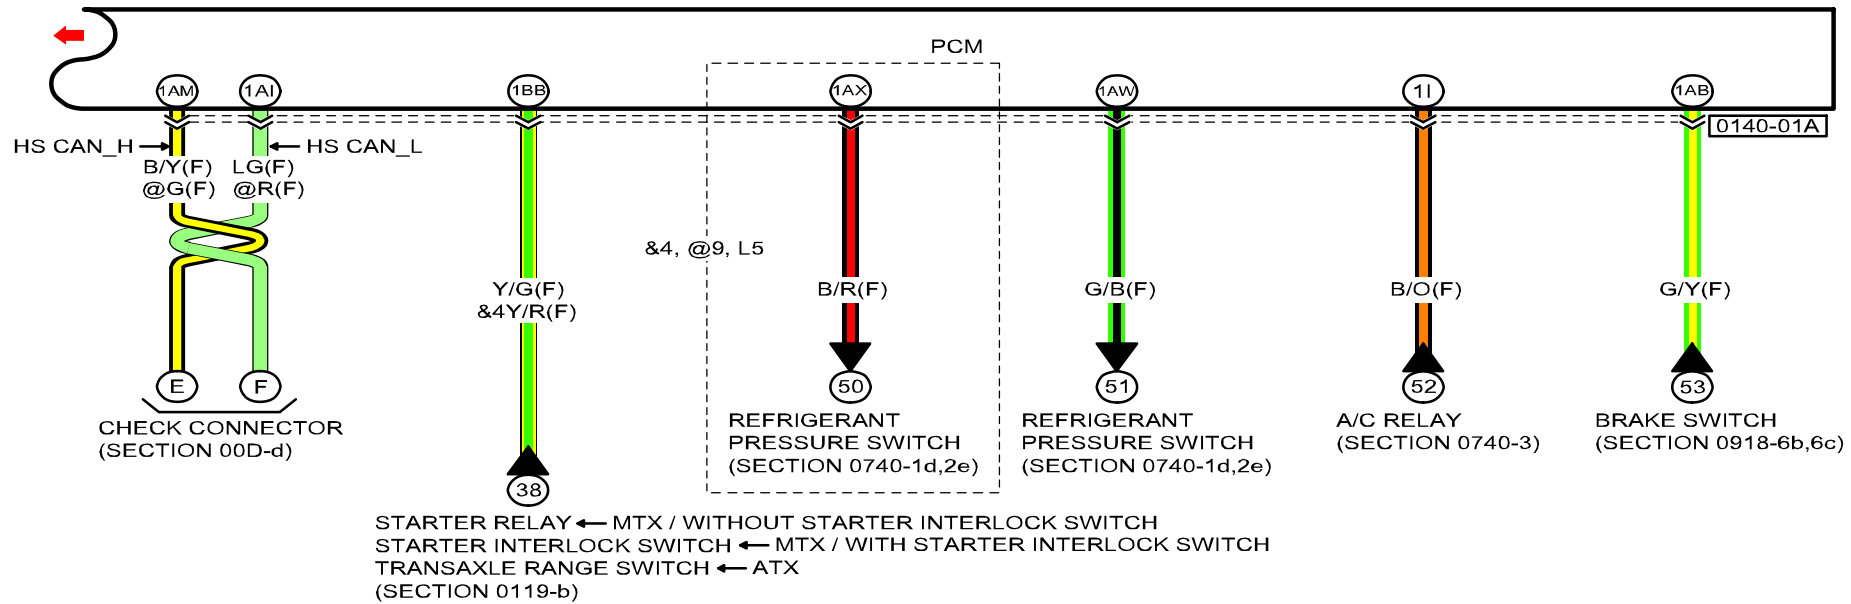 PCM
1AM 1AI 1BB 1AX 1AW 1I 1AB
0140-01A
HS CAN_H HS CAN_L
B/Y(F) LG(F)
@G(F) @R(F)
&4, @9, L5
Y/G(F) B/R(F) G/B(F) B/O(F) G/Y(F)
&4Y/R(F)
E F 50 51 52 53
CHECK CONNECTOR
(SECTION 00D-d)
REFRIGERANT
PRESSURE SWITCH
(SECTION 0740-1d,2e)
REFRIGERANT
PRESSURE SWITCH
(SECTION 0740-1d,2e)
A/C RELAY
(SECTION 0740-3)
BRAKE SWITCH
(SECTION 0918-6b,6c)
38
STARTER RELAY ← MTX / WITHOUT STARTER INTERLOCK SWITCH
STARTER INTERLOCK SWITCH ← MTX / WITH STARTER INTERLOCK SWITCH
TRANSAXLE RANGE SWITCH ← ATX
(SECTION 0119-b)